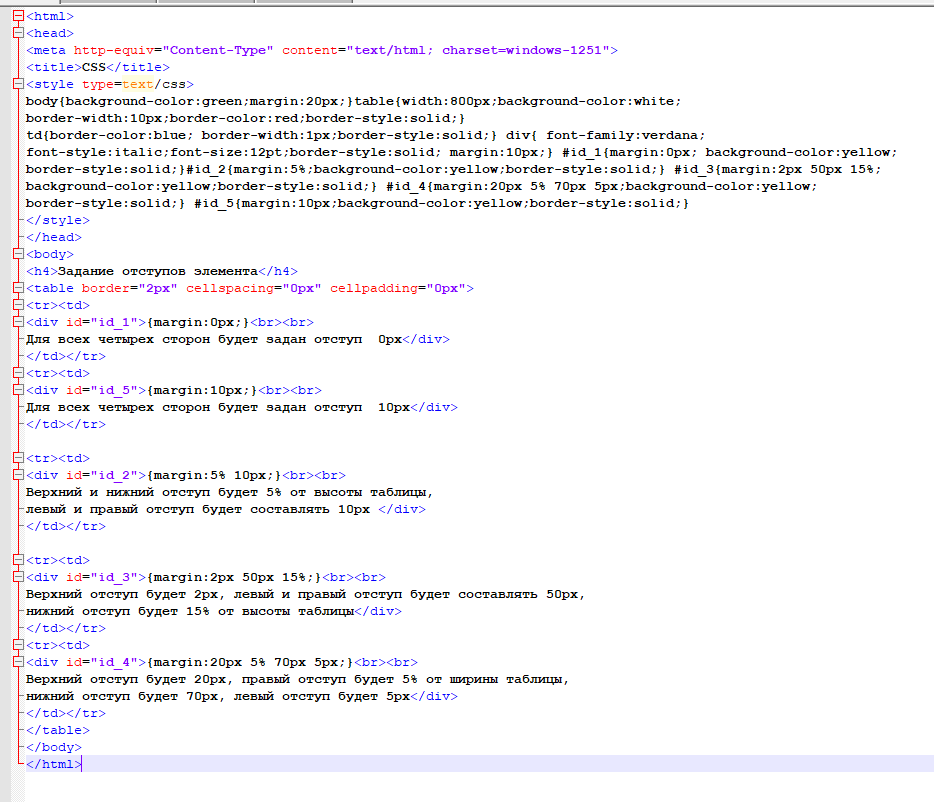 <html>
<head>
<meta http-equiv="Content-Type" content="text/html; charset=windows-1251">
<title>CSS</title>
<style type=text/css>
body{background-color:green;margin:20px;}table{width:800px;background-color:white;
border-width:10px;border-color:red;border-style:solid;}
td{border-color:blue; border-width:1px;border-style:solid;} div{ font-family:verdana;
font-style:italic;font-size:12pt;border-style:solid; margin:10px;} #id_1{margin:0px; background-color:yellow;
border-style:solid;}#id_2{margin:5%;background-color:yellow;border-style:solid;} #id_3{margin:2px 50px 15%;
background-color:yellow;border-style:solid;} #id_4{margin:20px 5% 70px 5px;background-color:yellow;
border-style:solid;} #id_5{margin:10px;background-color:yellow;border-style:solid;}
</style>
</head>
<body>
<h4>Задание отступов элемента</h4>
<table border="2px" cellspacing="0px" cellpadding="0px">
<tr><td>
<div id="id_1">{margin:0px;}<br><br>
Для всех четырех сторон будет задан отступ  0px</div>
</td></tr>
<tr><td>
<div id="id_5">{margin:10px;}<br><br>
Для всех четырех сторон будет задан отступ  10px</div>
</td></tr>
<tr><td>
<div id="id_2">{margin:5% 10px;}<br><br>
Верхний и нижний отступ будет 5% от высоты таблицы,
левый и правый отступ будет составлять 10px </div>
</td></tr>
<tr><td>
<div id="id_3">{margin:2px 50px 15%;}<br><br>
Верхний отступ будет 2px, левый и правый отступ будет составлять 50px,
нижний отступ будет 15% от высоты таблицы</div>
</td></tr>
<tr><td>
<div id="id_4">{margin:20px 5% 70px 5px;}<br><br>
Верхний отступ будет 20px, правый отступ будет 5% от ширины таблицы,
нижний отступ будет 70px, левый отступ будет 5px</div>
</td></tr>
</table>
</body>
</html>